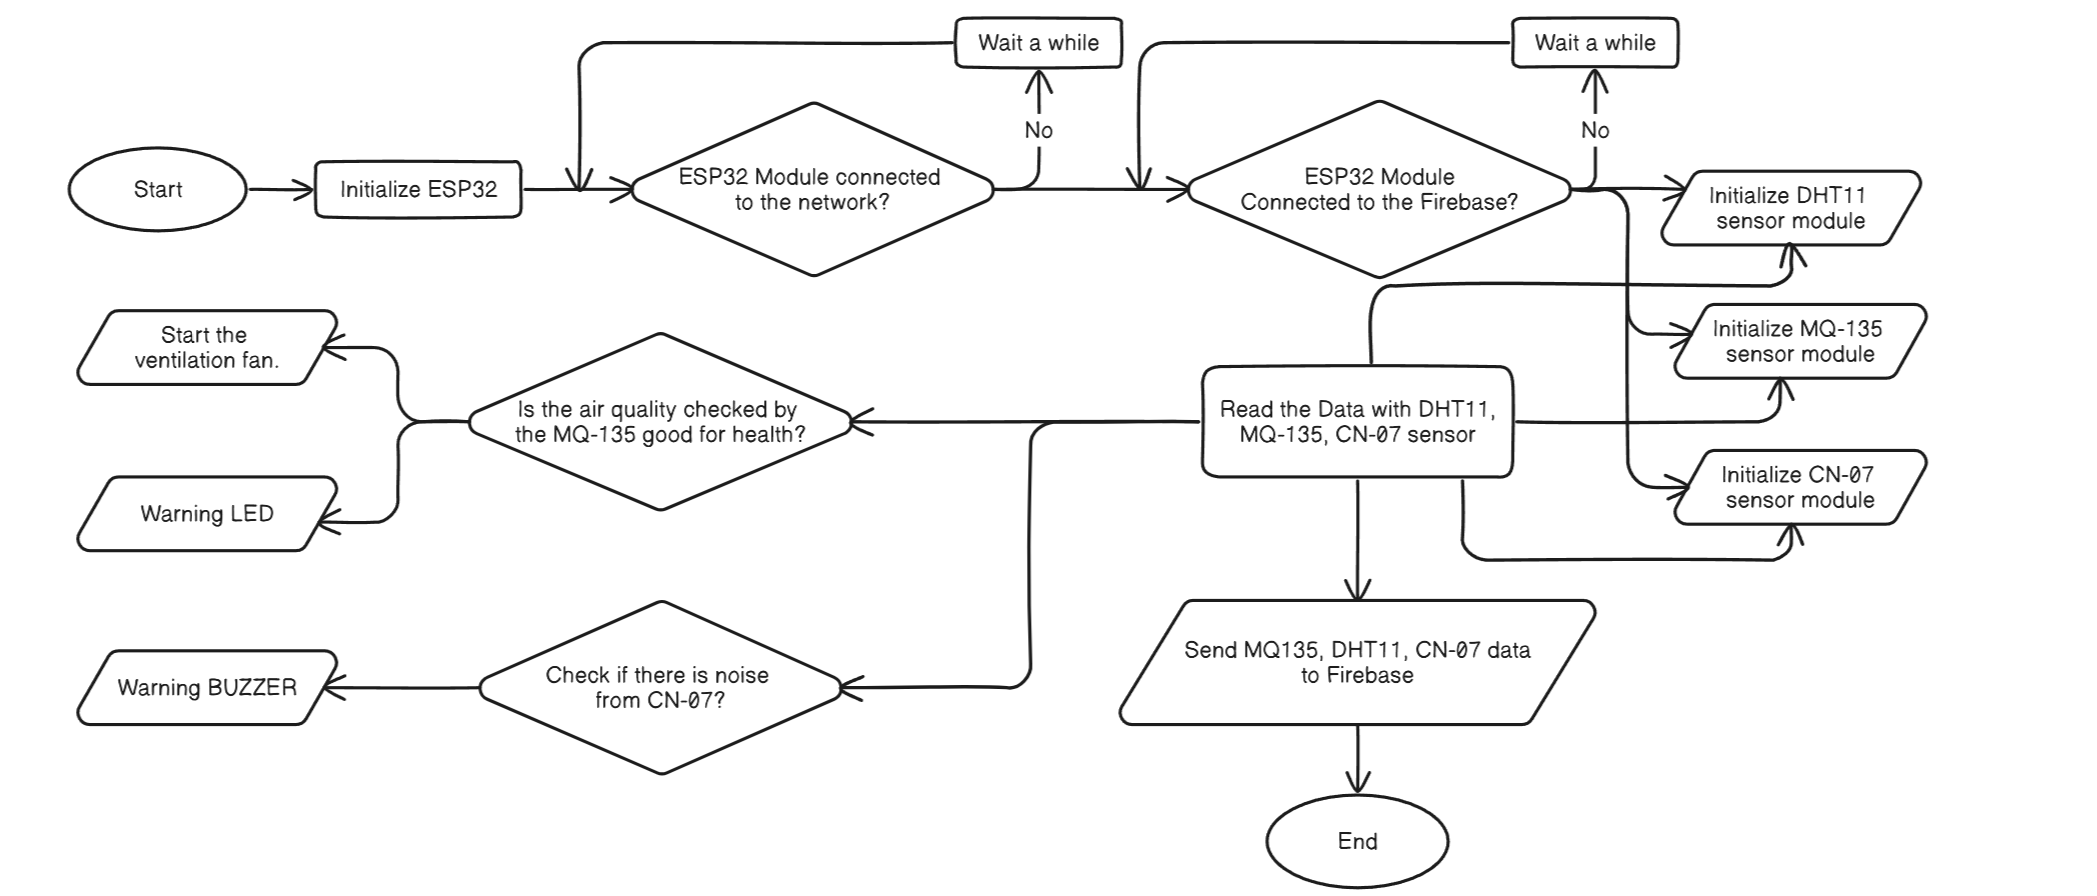 Wait a while
Wait a while
No
No
Start
Initialize ESP32
ESP32 Module connected
to the network?
ESP32 Module
Connected to the Firebase?
Initialize DHT11
sensor module
Start the
ventilation fan.
Is the air quality checked by
the MQ-135 good for health?
Read the Data with DHT11,
MQ-135, CN-07 sensor
Initialize MQ-135
sensor module
Initialize CN-07
sensor module
Warning LED
Warning BUZZER
Check if there is noise
from CN-07?
Send MQ135, DHT11, CN-07 data
to Firebase
End